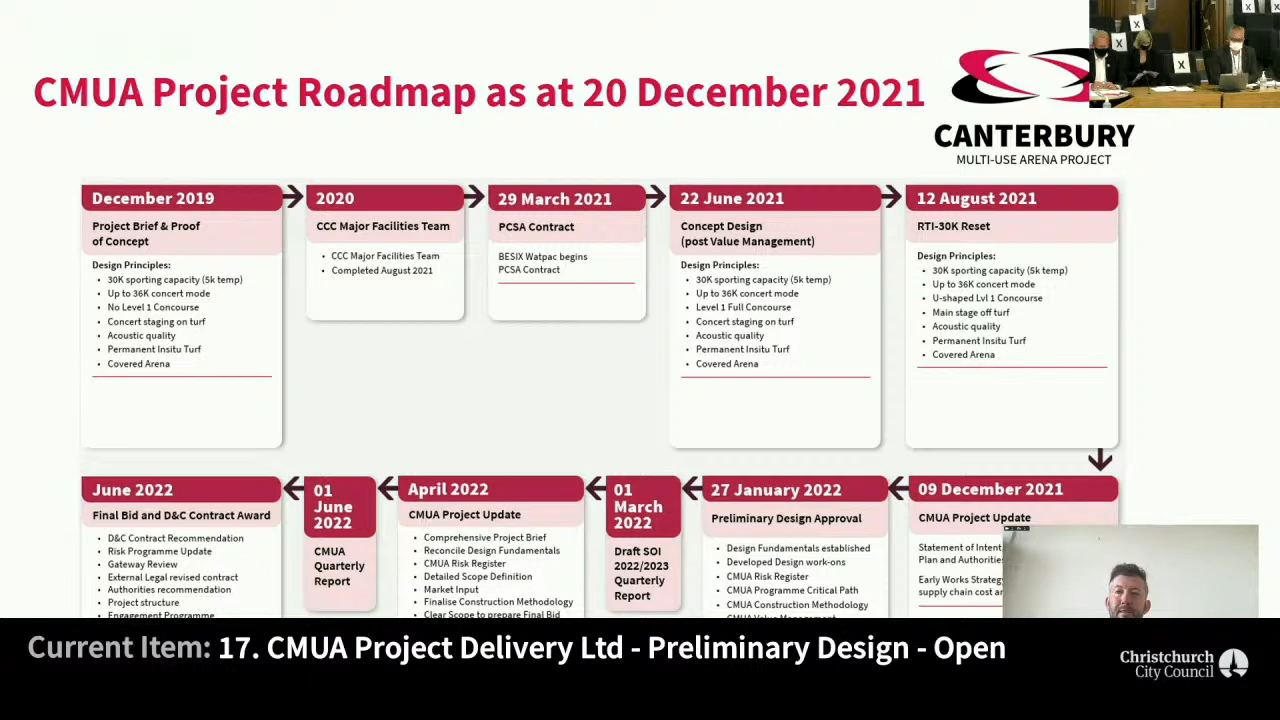 CMUA Project Roadmap as at 20 December 2021
CANTERBURY
MULTI-USE ARENA PROJECT
December 2019
Project Brief & Proof
of Concept
Design Principles:
• 30K sporting capacity (5k temp)
• Up to 36K concert mode
• No Level 1 Concourse
• Concert staging on turf
• Acoustic quality
• Permanent Insitu Turf
• Covered Arena
2020
CCC Major Facilities Team
• CCC Major Facilities Team
• Completed August 2021
29 March 2021
PCSA Contract
BESIX Watpac begins
PCSA Contract
22 June 2021
Concept Design
(post Value Management)
Design Principles:
• 30K sporting capacity (5k temp)
• Up to 36K concert mode
• Level 1 Full Concourse
• Concert staging on turf
• Acoustic quality
• Permanent Insitu Turf
• Covered Arena
12 August 2021
RTI-30K Reset
Design Principles:
• 30K sporting capacity (5k temp)
• Up to 36K concert mode
• U-shaped Lvl 1 Concourse
• Main stage off turf
• Acoustic quality
• Permanent Insitu Turf
• Covered Arena
09 December 2021
CMUA Project Update
Statement of Intent
Plan and Authorities
Early Works Strategy
supply chain cost
27 January 2022
Preliminary Design Approval
• Design Fundamentals established
• Developed Design work-ons
• CMUA Risk Register
• CMUA Programme Critical Path
• CMUA Construction Methodology
01
March
2022
Draft SOI
2022/2023
Quarterly
Report
April 2022
CMUA Project Update
• Comprehensive Project Brief
• Reconcile Design Fundamentals
• CMUA Risk Register
• Detailed Scope Definition
• Market Input
• Finalise Construction Methodology
• Clear Scope to prepare Final Bid
01
June
2022
CMUA
Quarterly
Report
June 2022
Final Bid and D&C Contract Award
• D&C Contract Recommendation
• Risk Programme Update
• Gateway Review
• External Legal revised contract
• Authorities recommendation
• Project structure
• Engagement Programme
X
X
X
X
X
Current Item: 17. CMUA Project Delivery Ltd - Preliminary Design - Open
Christchurch
City Council